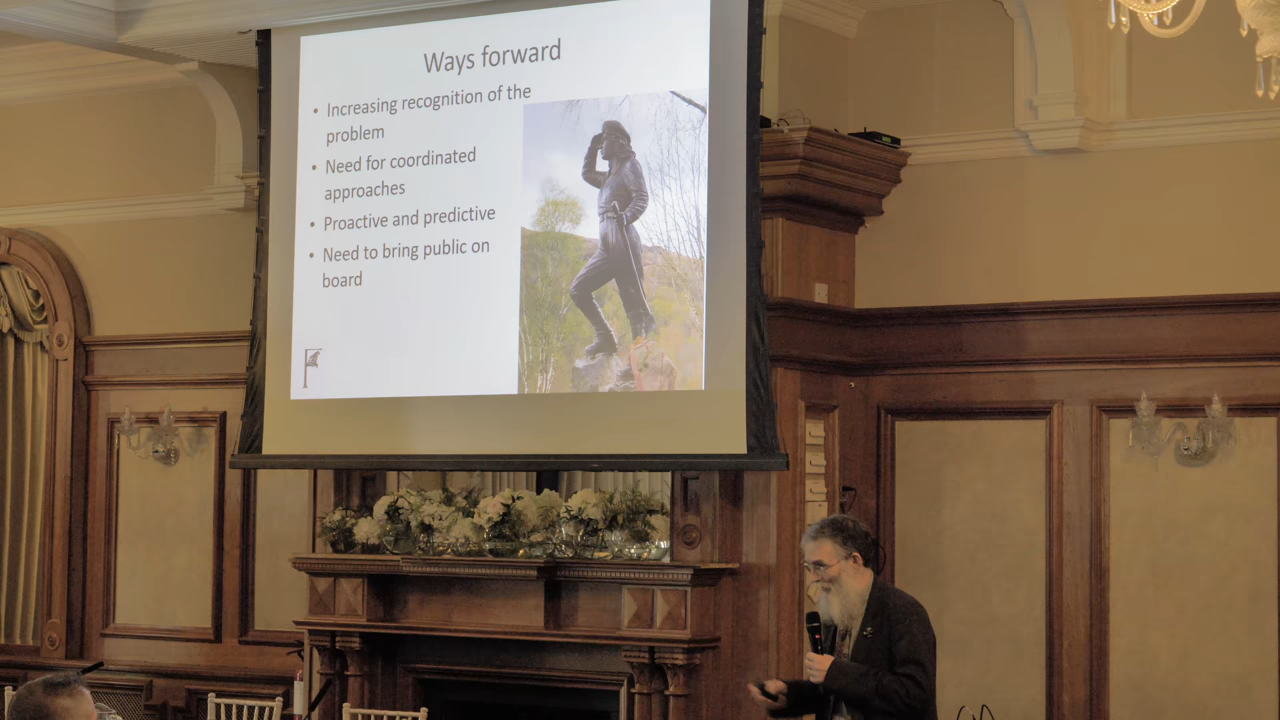 Ways forward
• Increasing recognition of the
problem
• Need for coordinated
approaches
• Proactive and predictive
• Need to bring public on
board
F